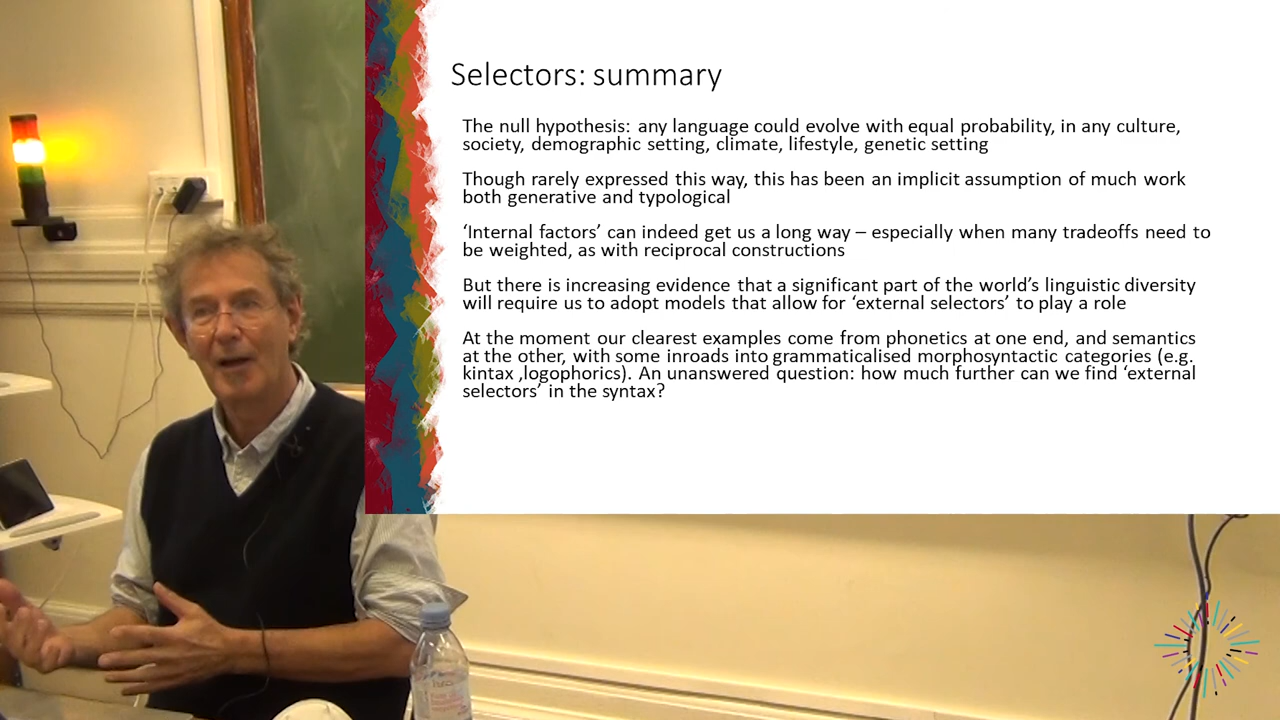 Selectors: summary
The null hypothesis: any language could evolve with equal probability, in any culture,
society, demographic setting, climate, lifestyle, genetic setting
Though rarely expressed this way, this has been an implicit assumption of much work
both generative and typological
‘Internal factors’ can indeed get us a long way – especially when many tradeoffs need to
be weighted, as with reciprocal constructions
But there is increasing evidence that a significant part of the world’s linguistic diversity
will require us to adopt models that allow for ‘external selectors’ to play a role
At the moment our clearest examples come from phonetics at one end, and semantics
at the other, with some inroads into grammaticalised morphosyntactic categories (e.g.
kintax ,logophorics). An unanswered question: how much further can we find ‘external
selectors’ in the syntax?